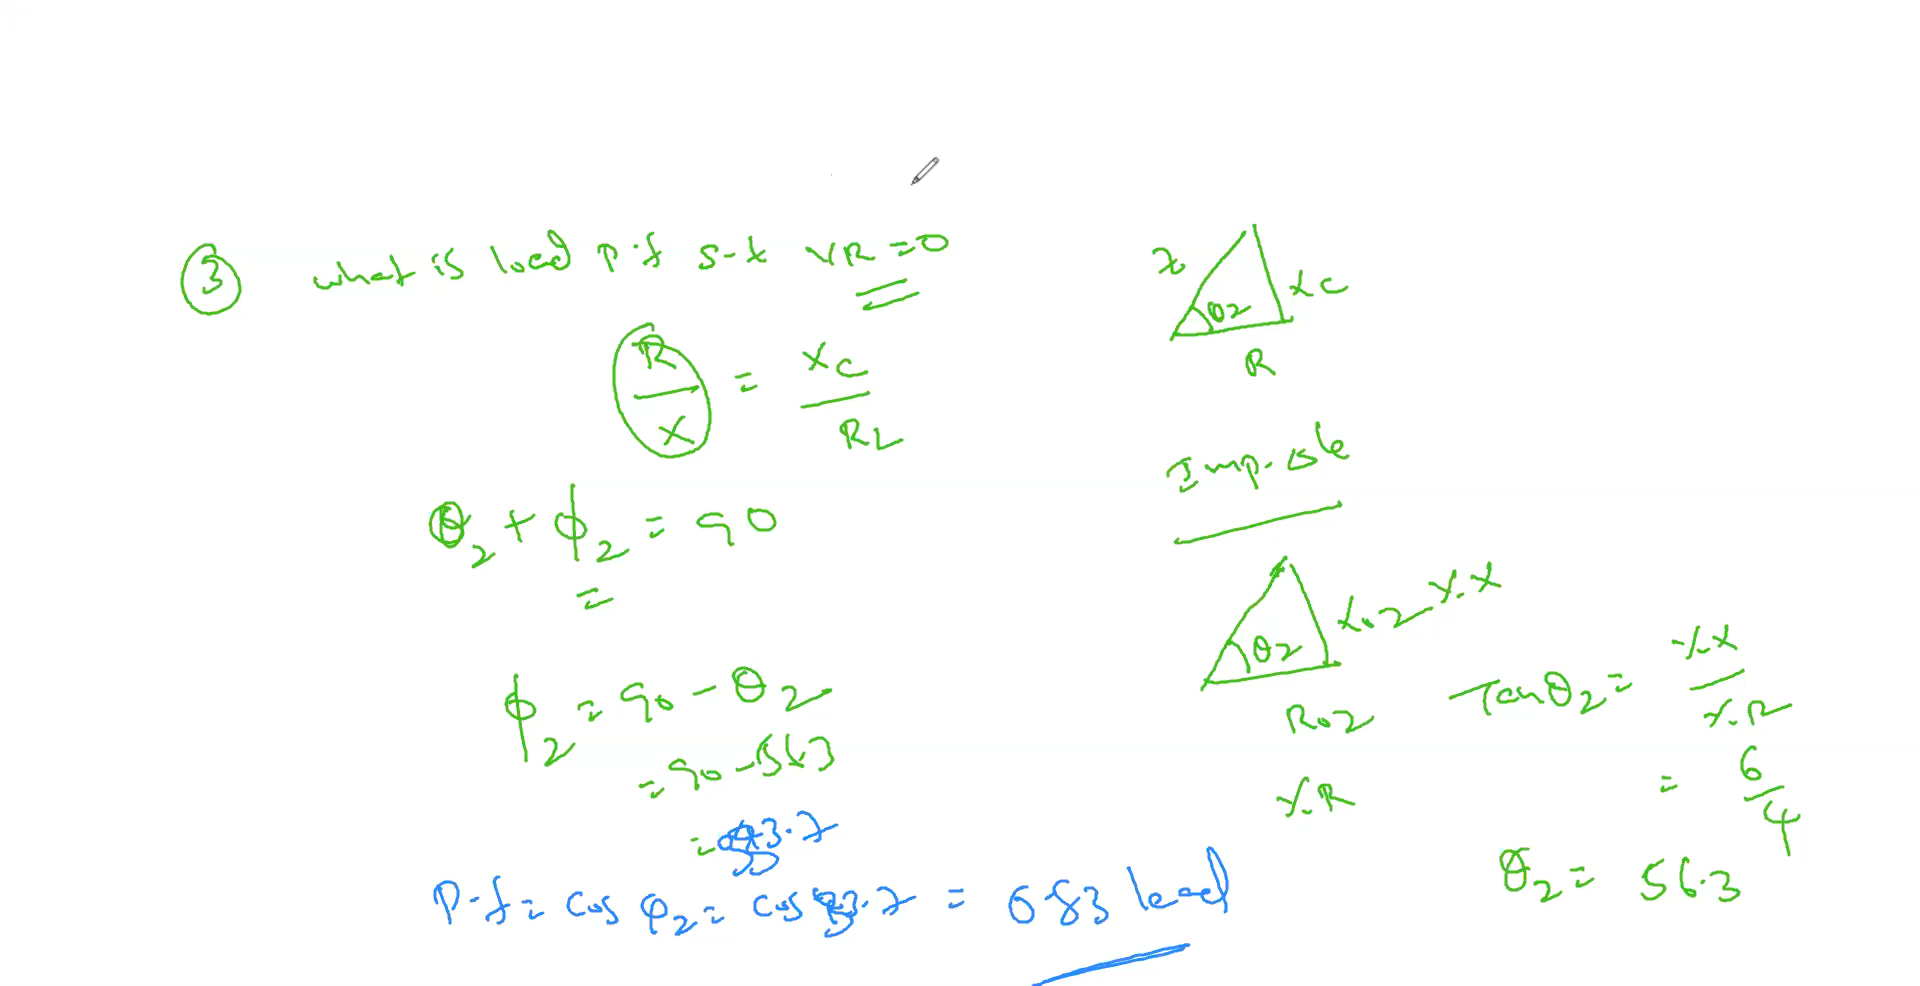 ③ what is load p.f s.t VR = 0
R/X = XC/RL
θ2 + ϕ2 = 90
=
ϕ2 = 90 - θ2
= 90 - 56.3
= 33.7
P.f = cos φ2 = cos 33.7 = 0.83 lead
Z θ2 XC
R
Imp. Δle
θ2 X02 %X
R02
%R
Tan θ2 = %X/%R
= 6/4
θ2 = 56.3